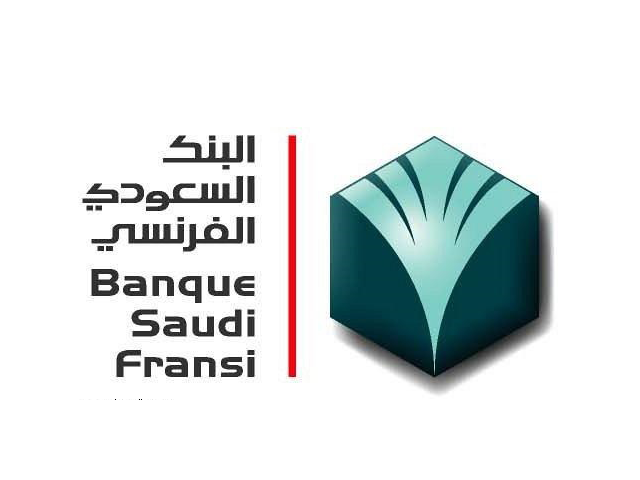 البنك
السعودي
الفرنسي
Banque
Saudi
Fransi